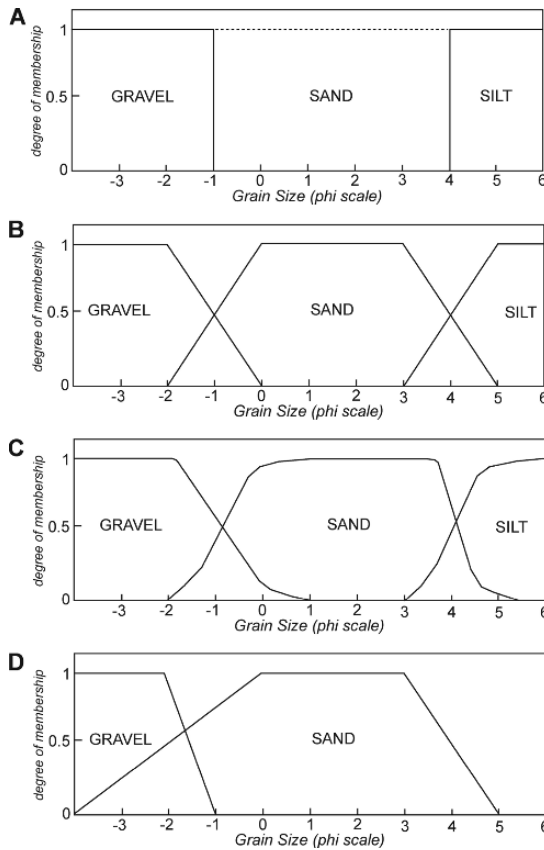 A
degree of membership
1
0.5
0
GRAVEL SAND SILT
-3 -2 -1 0 1 2 3 4 5 6
Grain Size (phi scale)
B
degree of membership
1
0.5
0
GRAVEL SAND SILT
-3 -2 -1 0 1 2 3 4 5 6
Grain Size (phi scale)
C
degree of membership
1
0.5
0
GRAVEL SAND SILT
-3 -2 -1 0 1 2 3 4 5 6
Grain Size (phi scale)
D
degree of membership
1
0.5
0
GRAVEL SAND
-3 -2 -1 0 1 2 3 4 5 6
Grain Size (phi scale)